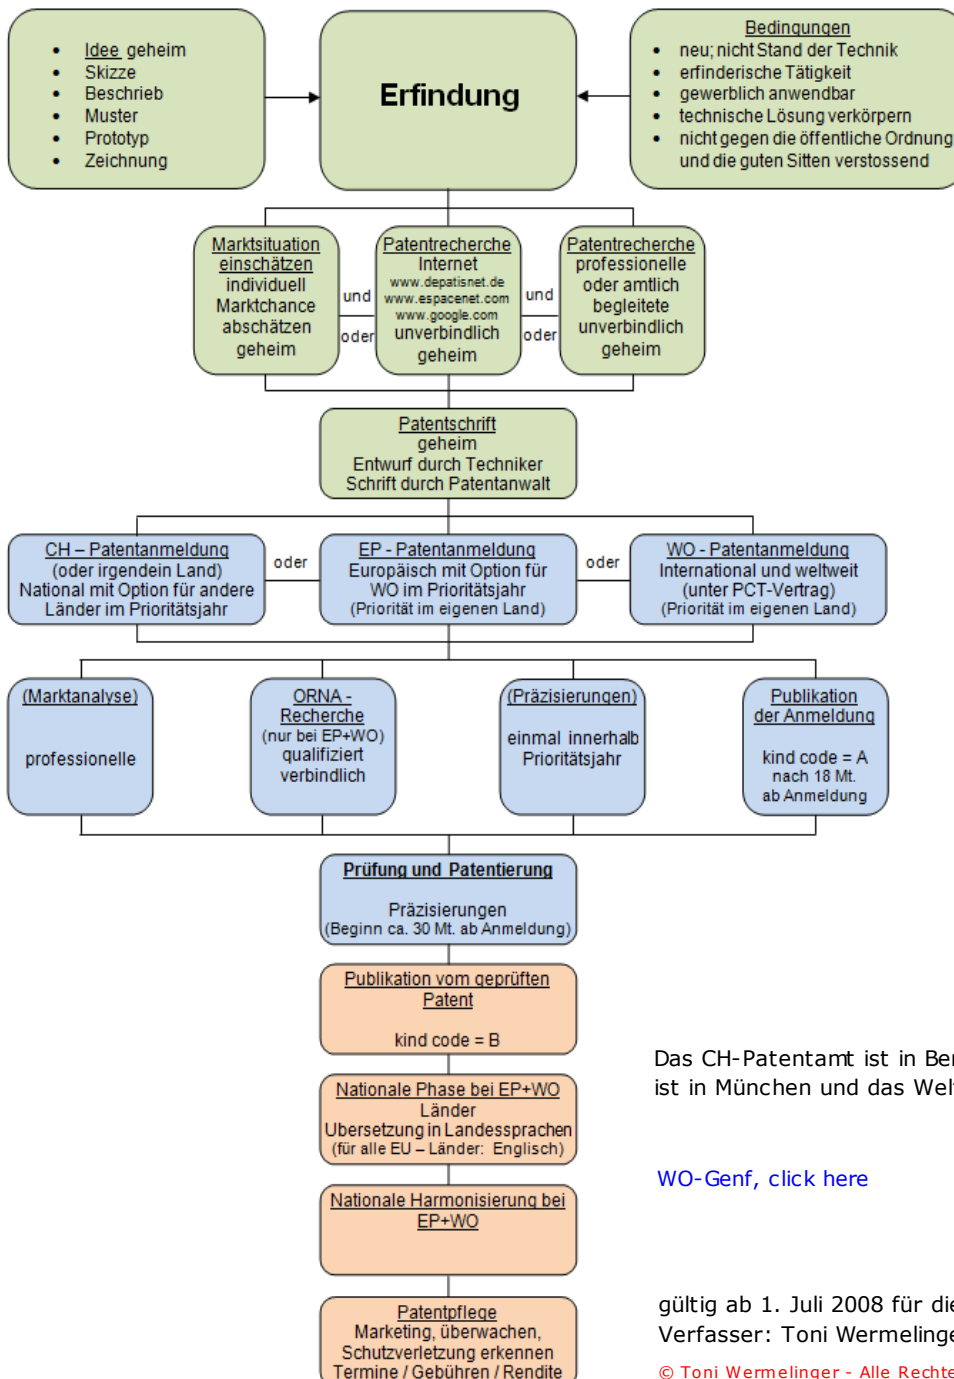 Idee geheim
Skizze
Beschrieb
Muster
Prototyp
Zeichnung
Erfindung
Bedingungen
neu; nicht Stand der Technik
erfinderische Tätigkeit
gewerblich anwendbar
technische Lösung verkörpern
nicht gegen die öffentliche Ordnung
und die guten Sitten verstossend
Marktsituation
einschätzen
individuell
Marktchance
abschätzen
geheim
und
oder
Patentrecherche
Internet
www.depatisnet.de
www.espacenet.com
www.google.com
unverbindlich
geheim
und
oder
Patentrecherche
professionelle
oder amtlich
begleitete
unverbindlich
geheim
Patentschrift
geheim
Entwurf durch Techniker
Schrift durch Patentanwalt
CH – Patentanmeldung
(oder irgendein Land)
National mit Option für andere
Länder im Prioritätsjahr
oder
EP - Patentanmeldung
Europäisch mit Option für
WO im Prioritätsjahr
(Priorität im eigenen Land)
oder
WO - Patentanmeldung
International und weltweit
(unter PCT-Vertrag)
(Priorität im eigenen Land)
(Marktanalyse)
professionelle
ORNA -
Recherche
(nur bei EP+WO)
qualifiziert
verbindlich
(Präzisierungen)
einmal innerhalb
Prioritätsjahr
Publikation
der Anmeldung
kind code = A
nach 18 Mt.
ab Anmeldung
Prüfung und Patentierung
Präzisierungen
(Beginn ca. 30 Mt. ab Anmeldung)
Publikation vom geprüften
Patent
kind code = B
Nationale Phase bei EP+WO
Länder
Übersetzung in Landessprachen
(für alle EU – Länder: Englisch)
Nationale Harmonisierung bei
EP+WO
Patentpflege
Marketing, überwachen,
Schutzverletzung erkennen
Termine / Gebühren / Rendite
Das CH-Patentamt ist in
ist in München und das
WO-Genf, click here
gültig ab 1. Juli 2008 für
Verfasser: Toni
© Toni Wermelinger - Alle Rechte